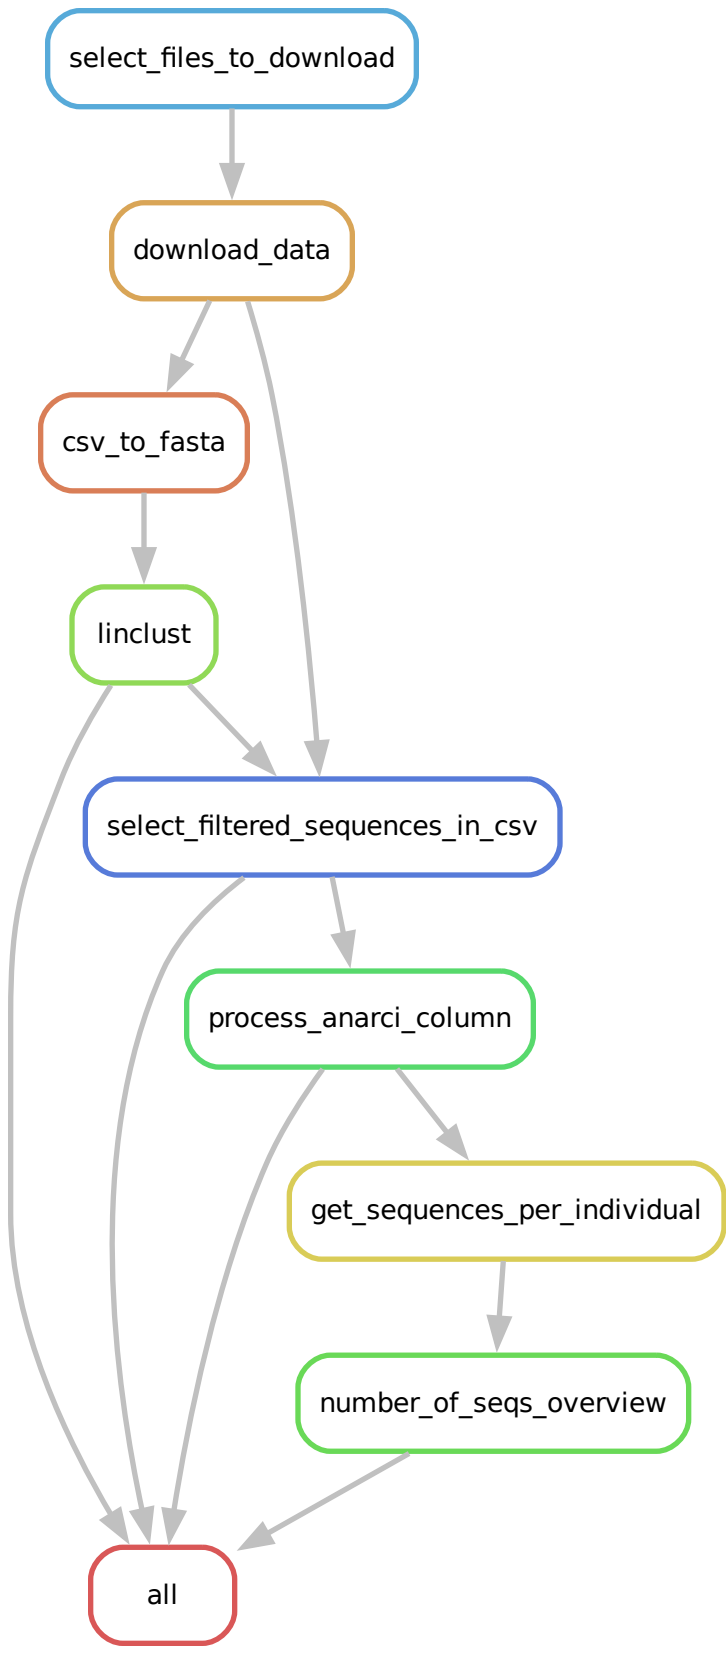 select_files_to_download
download_data
csv_to_fasta
linclust
select_filtered_sequences_in_csv
process_anarci_column
get_sequences_per_individual
number_of_seqs_overview
all